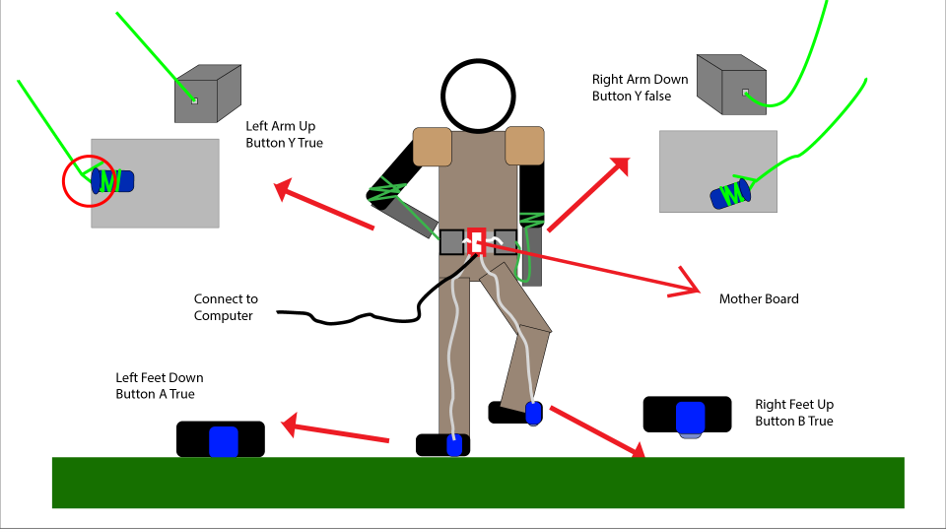 Right Arm Down
Button Y false
Left Arm Up
Button Y True
Connect to
Computer
Mother Board
Left Feet Down
Button A True
Right Feet Up
Button B True